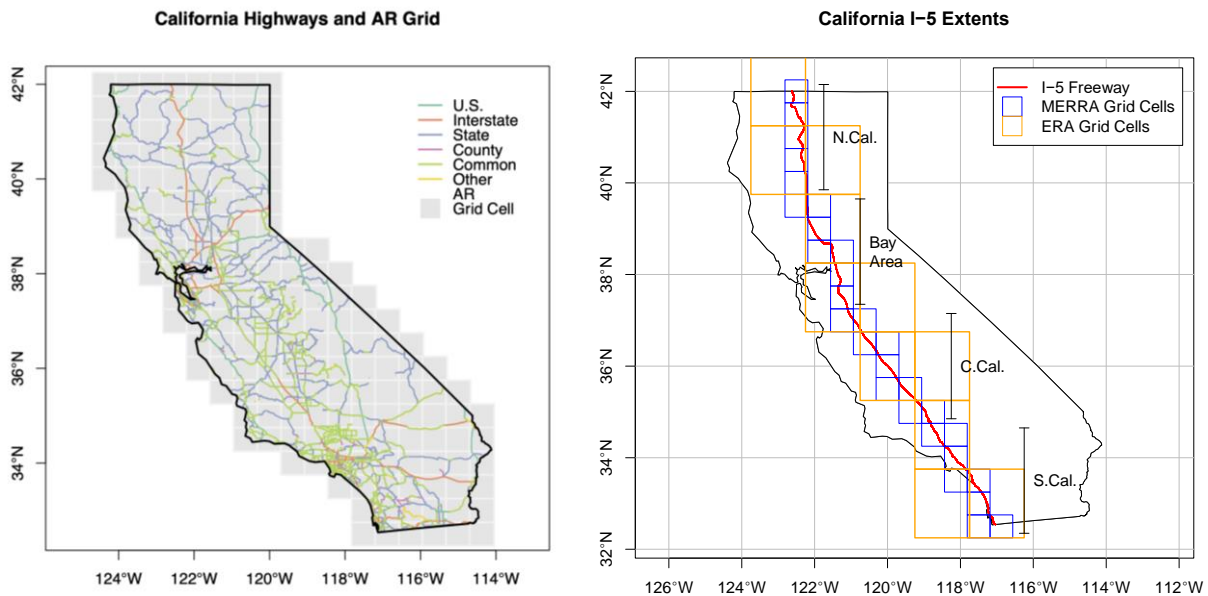 California Highways and AR Grid
42°N
40°N
38°N
36°N
34°N
124°W
122°W
120°W
118°W
116°W
114°W
U.S.
Interstate
State
County
Common
Other
AR
Grid Cell
California I−5 Extents
42°N
40°N
38°N
36°N
34°N
32°N
126°W
124°W
122°W
120°W
118°W
116°W
114°W
112°W
I−5 Freeway
MERRA Grid Cells
ERA Grid Cells
N.Cal.
Bay
Area
C.Cal.
S.Cal.